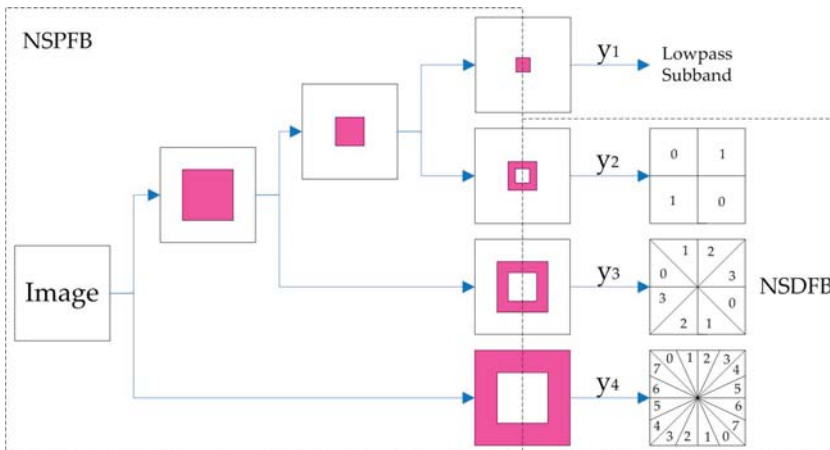 NSPFB
Image
y1
Lowpass
Subband
y2
0 1
1 0
y3
1 2
0 3
3 0
2 1
NSDFB
y4
0 1 2 3
7 4
6 5
5 6
4 7
3 2 1 0